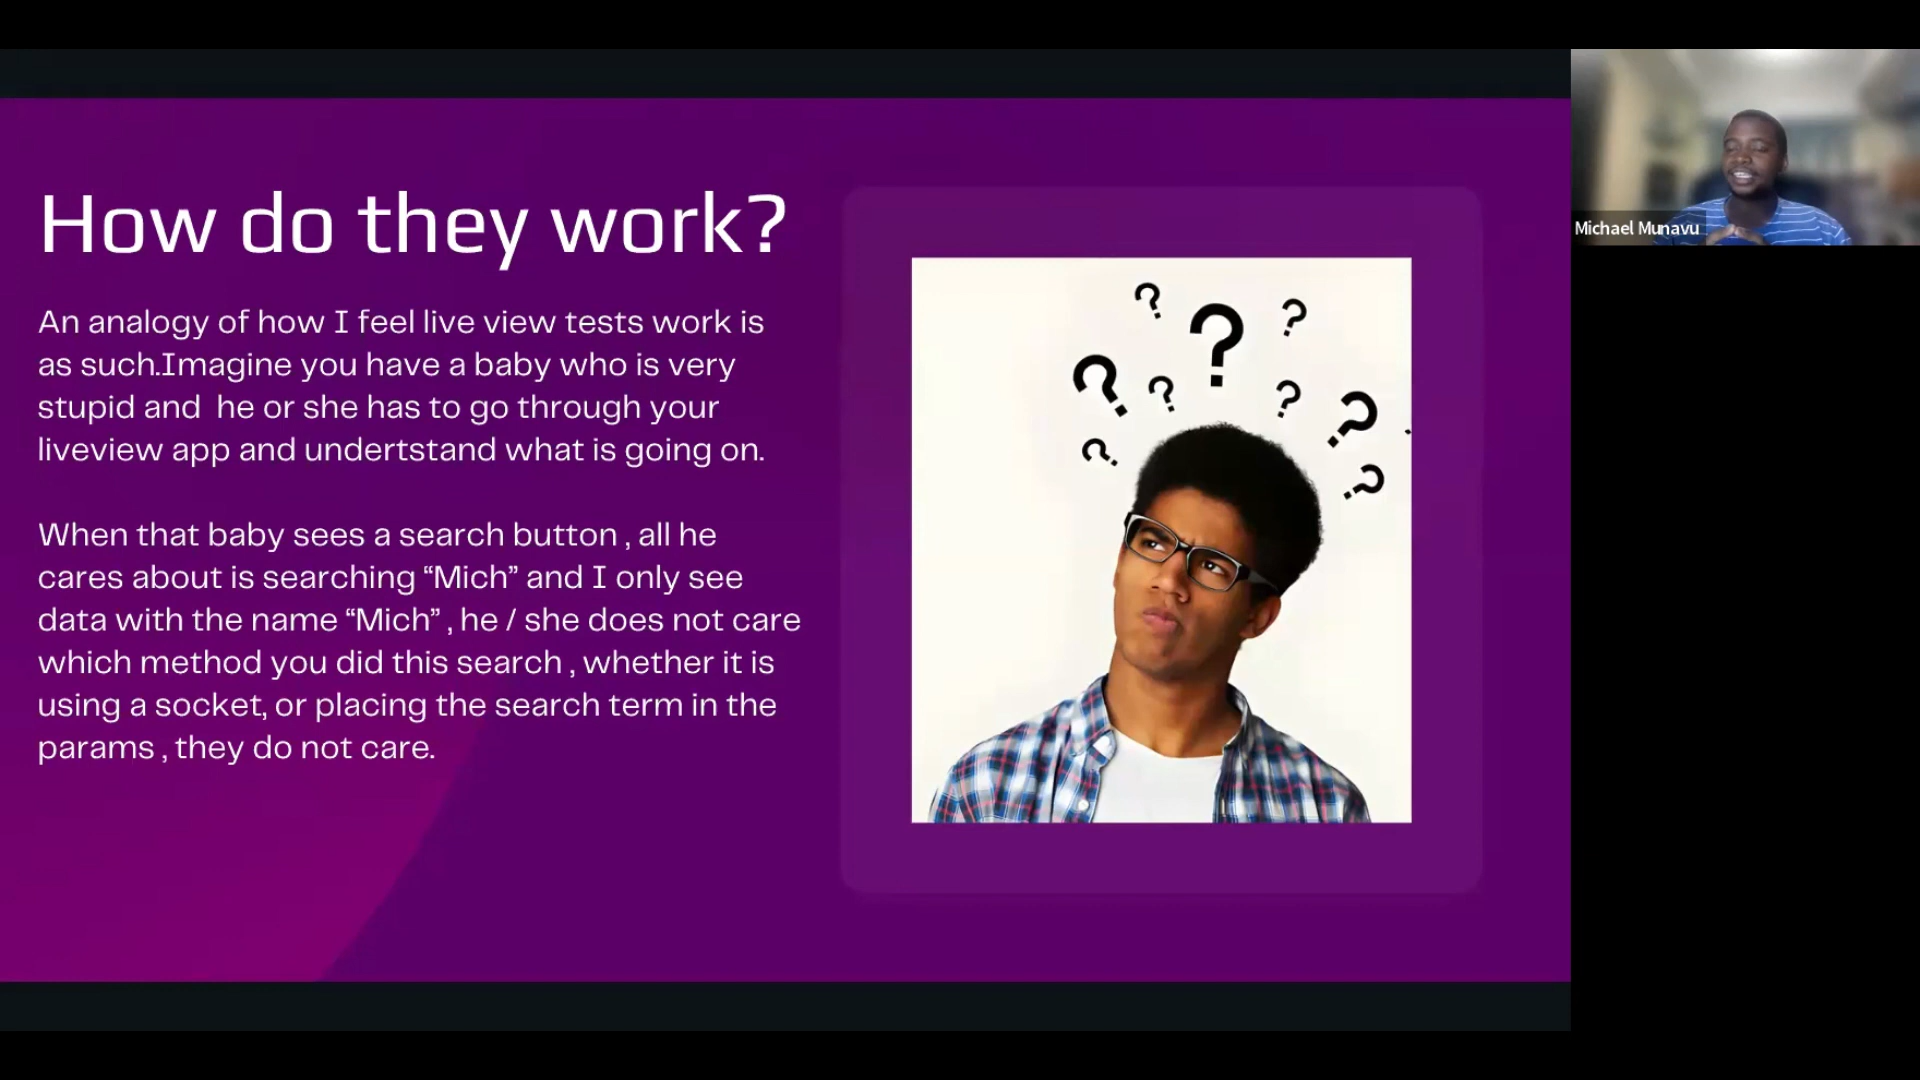 How do they work?
An analogy of how I feel live view tests work is
as such.Imagine you have a baby who is very
stupid and  he or she has to go through your
liveview app and undertstand what is going on.
When that baby sees a search button , all he
cares about is searching “Mich” and I only see
data with the name “Mich” , he / she does not care
which method you did this search , whether it is
using a socket, or placing the search term in the
params , they do not care.
? ? ? ? ? ? ? ? ?
Michael Munavu